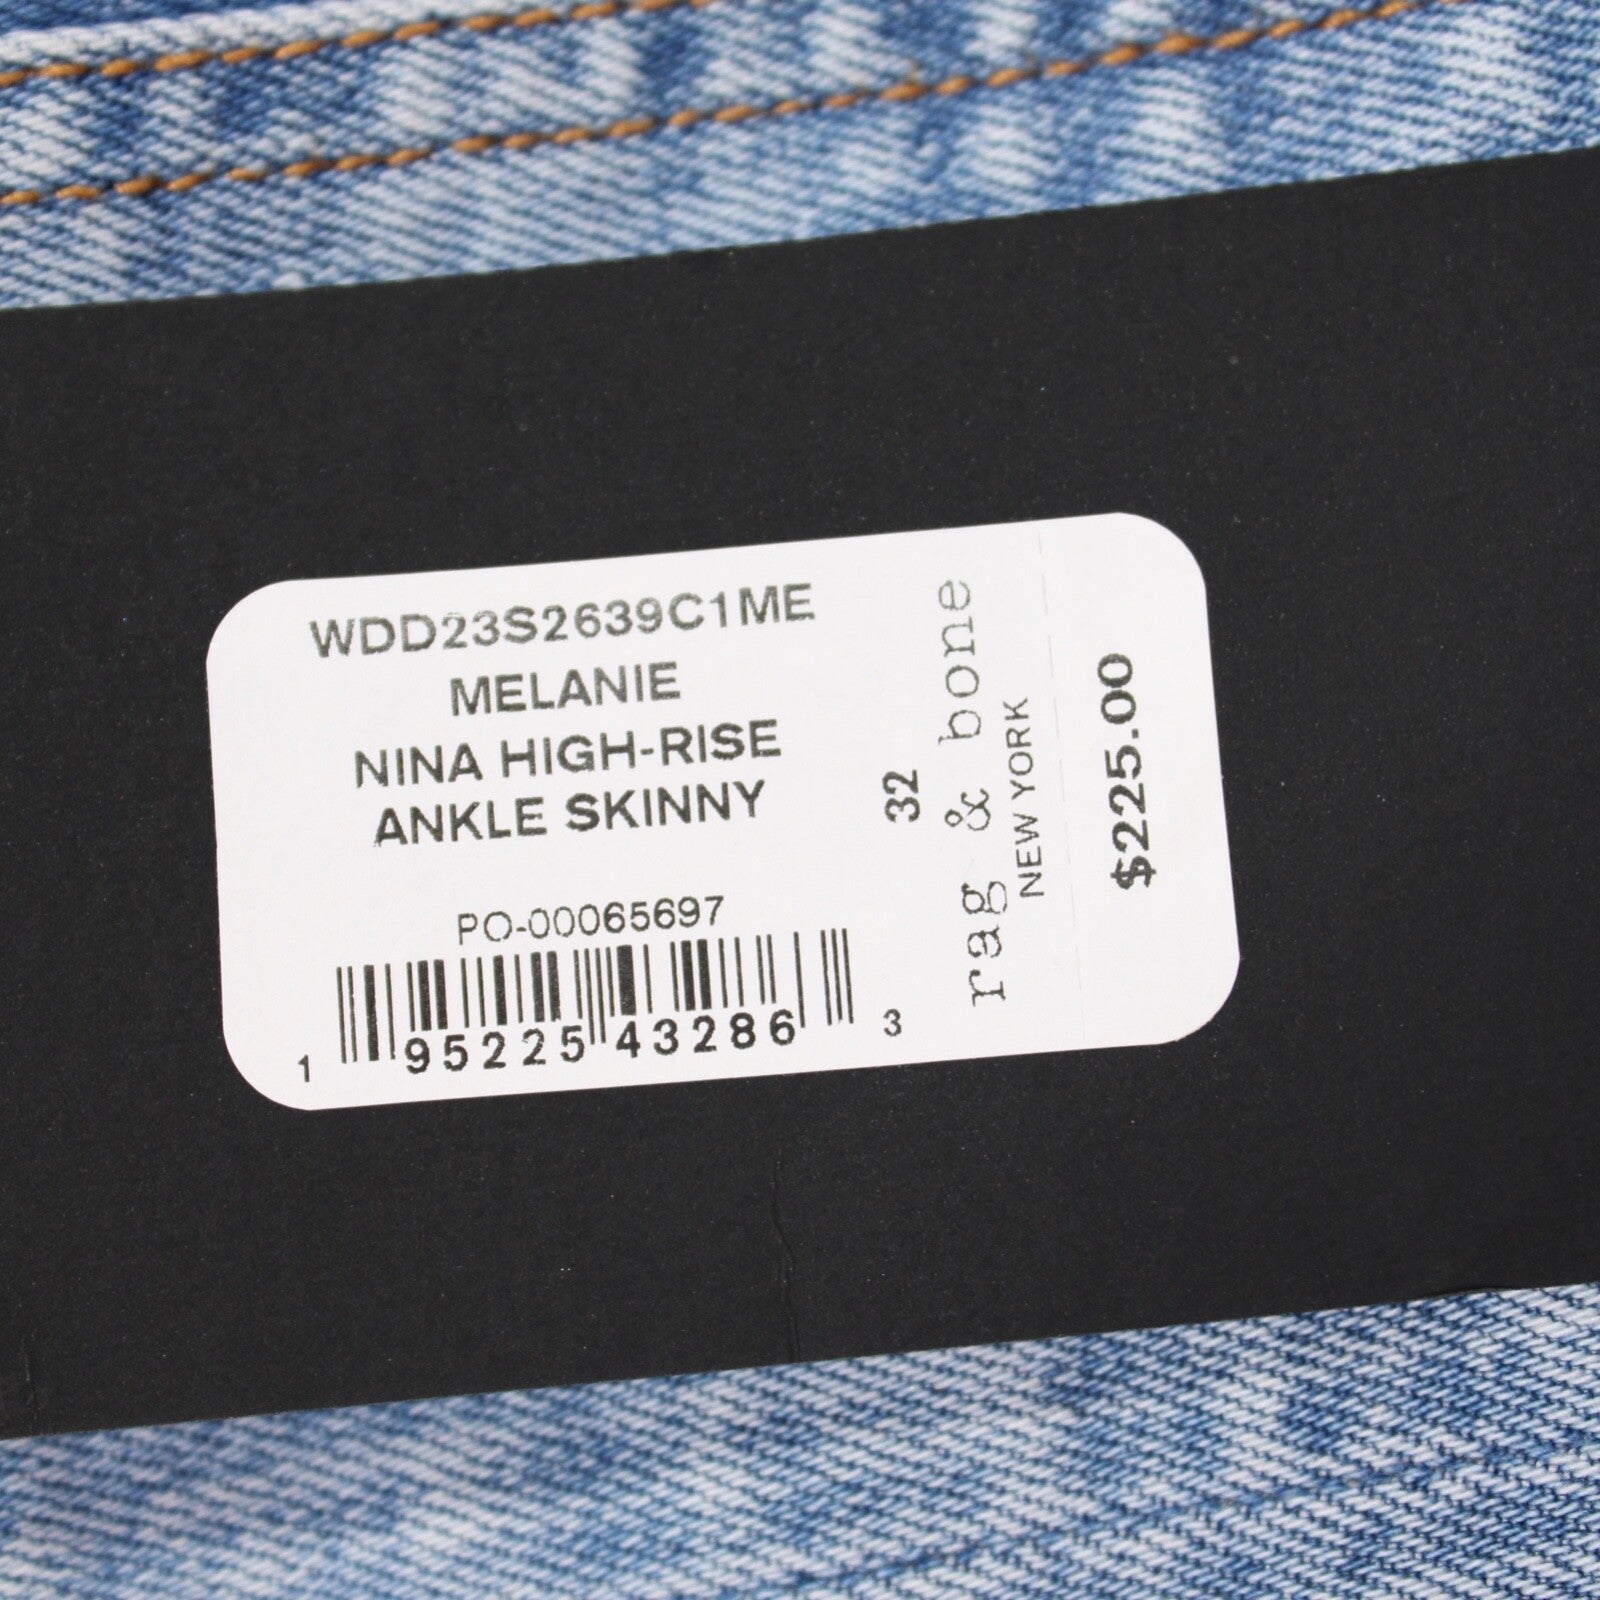 WDD23S2639C1ME
MELANIE
NINA HIGH-RISE
ANKLE SKINNY
PO-00065697
1 95225 43286 3
32
rag & bone
NEW YORK
$225.00